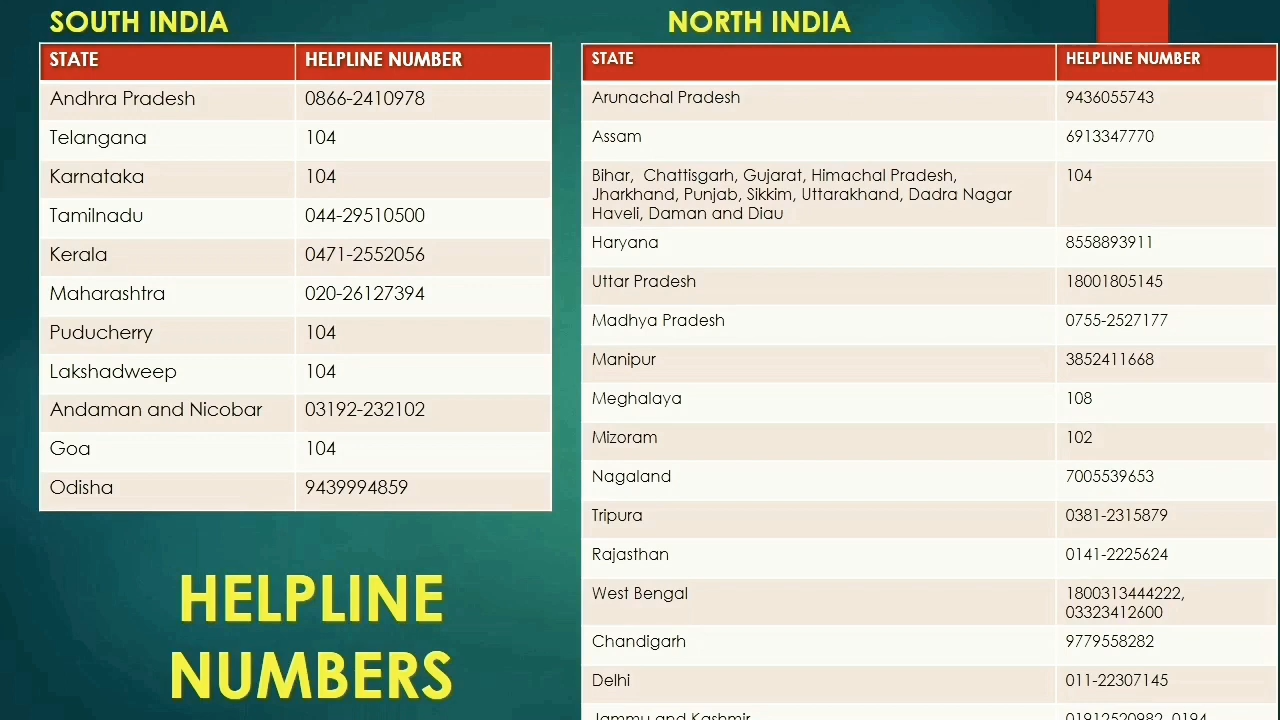 SOUTH INDIA
STATE HELPLINE NUMBER
Andhra Pradesh 0866-2410978
Telangana 104
Karnataka 104
Tamilnadu 044-29510500
Kerala 0471-2552056
Maharashtra 020-26127394
Puducherry 104
Lakshadweep 104
Andaman and Nicobar 03192-232102
Goa 104
Odisha 9439994859
HELPLINE
NUMBERS
NORTH INDIA
STATE HELPLINE NUMBER
Arunachal Pradesh 9436055743
Assam 6913347770
Bihar, Chattisgarh, Gujarat, Himachal Pradesh, 104
Jharkhand, Punjab, Sikkim, Uttarakhand, Dadra Nagar
Haveli, Daman and Diau
Haryana 8558893911
Uttar Pradesh 18001805145
Madhya Pradesh 0755-2527177
Manipur 3852411668
Meghalaya 108
Mizoram 102
Nagaland 7005539653
Tripura 0381-2315879
Rajasthan 0141-2225624
West Bengal 1800313444222,
03323412600
Chandigarh 9779558282
Delhi 011-22307145
Jammu and Kashmir 01912520982, 0194